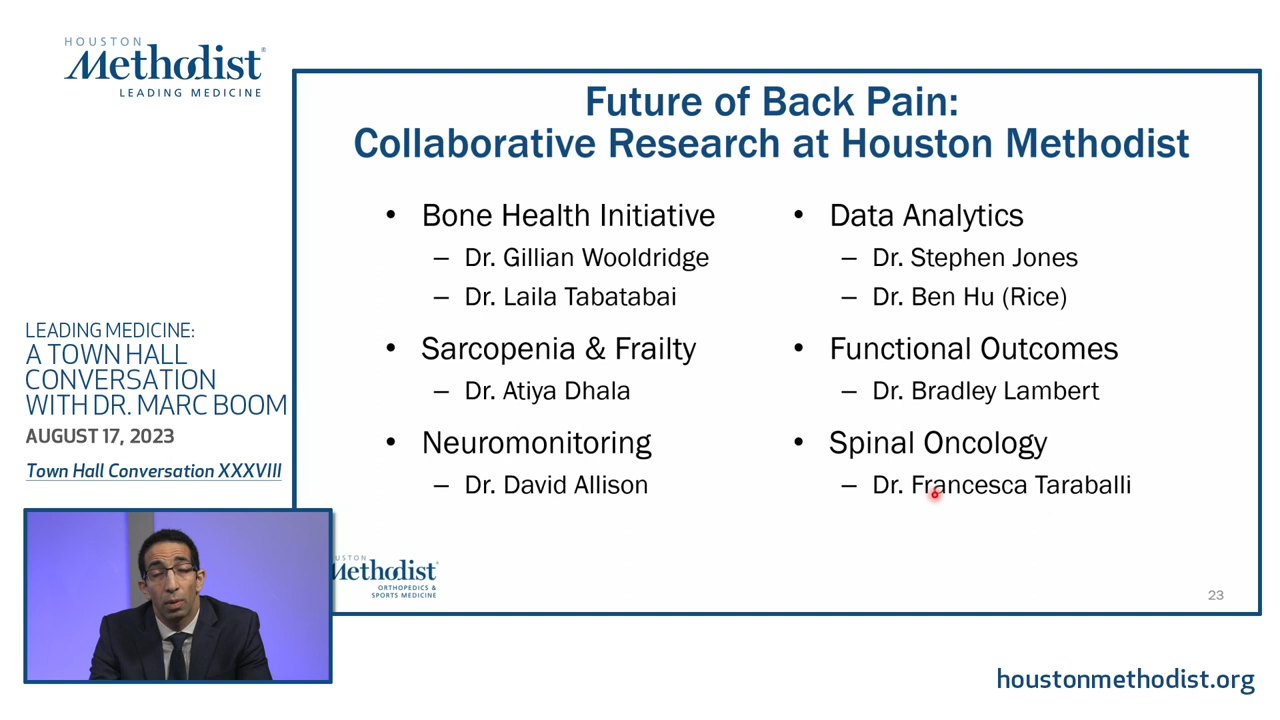 HOUSTON
Methodist®
LEADING MEDICINE
Future of Back Pain:
Collaborative Research at Houston Methodist
• Bone Health Initiative
– Dr. Gillian Wooldridge
– Dr. Laila Tabatabai
• Sarcopenia & Frailty
– Dr. Atiya Dhala
• Neuromonitoring
– Dr. David Allison
• Data Analytics
– Dr. Stephen Jones
– Dr. Ben Hu (Rice)
• Functional Outcomes
– Dr. Bradley Lambert
• Spinal Oncology
– Dr. Francesca Taraballi
LEADING MEDICINE:
A TOWN HALL
CONVERSATION
WITH DR. MARC BOOM
AUGUST 17, 2023
Town Hall Conversation XXXVIII
USTON
Methodist
ORTHOPEDICS &
SPORTS MEDICINE
23
houstonmethodist.org